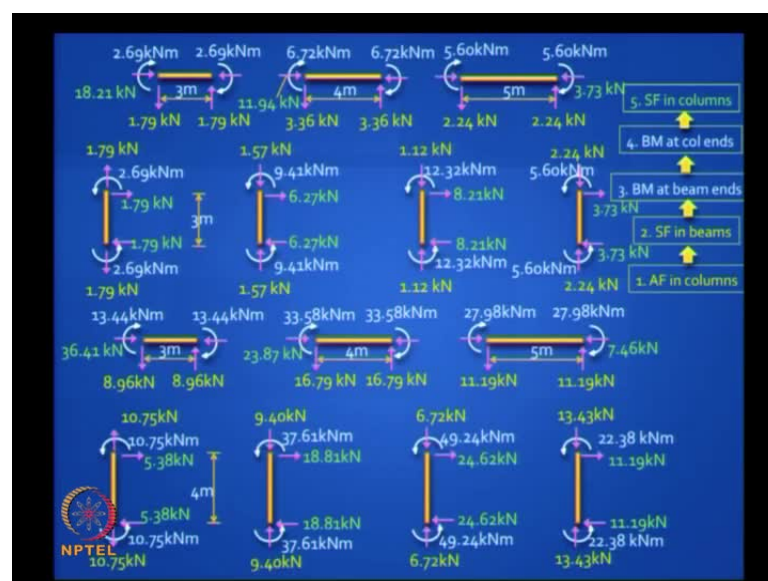 2.69kNm 2.69kNm 6.72kNm 6.72kNm 5.60kNm 5.60kNm
18.21 kN 3m 11.94 kN 4m 5m 3.73 kN 5. SF in columns
1.79 kN 1.79 kN 3.36 kN 3.36 kN 2.24 kN 2.24 kN
4. BM at col ends
1.79 kN 1.57 kN 1.12 kN 2.24 kN
2.69kNm 9.41kNm 12.32kNm 5.60kNm
3. BM at beam ends
1.79 kN 6.27kN 8.21kN 3.73 kN
3m
2. SF in beams
1.79 kN 6.27kN 8.21kN 3.73 kN
2.69kNm 9.41kNm 12.32kNm 5.60kNm
1.79 kN 1.57 kN 1.12 kN 2.24 kN
1. AF in columns
13.44kNm 13.44kNm 33.58kNm 33.58kNm 27.98kNm 27.98kNm
36.41 kN 3m 23.87 kN 4m 5m 7.46kN
8.96kN 8.96kN 16.79 kN 16.79 kN 11.19kN 11.19kN
10.75kN 9.40kN 6.72kN 13.43kN
10.75kNm 37.61kNm 49.24kNm 22.38 kNm
5.38kN 18.81kN 24.62kN 11.19kN
4m
5.38kN 18.81kN 24.62kN 11.19kN
10.75kNm 37.61kNm 49.24kNm 22.38 kNm
10.75kN 9.40kN 6.72kN 13.43kN
NPTEL